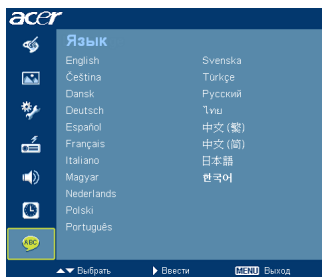 acer
Язык
English
Čeština
Dansk
Deutsch
Español
Français
Italiano
Magyar
Nederlands
Polski
Português
Svenska
Türkçe
Русский
ไทย
中文 (繁)
中文 (简)
日本語
한국어
ABC
▲▼ Выбрать ▶ Ввести MENU Выход